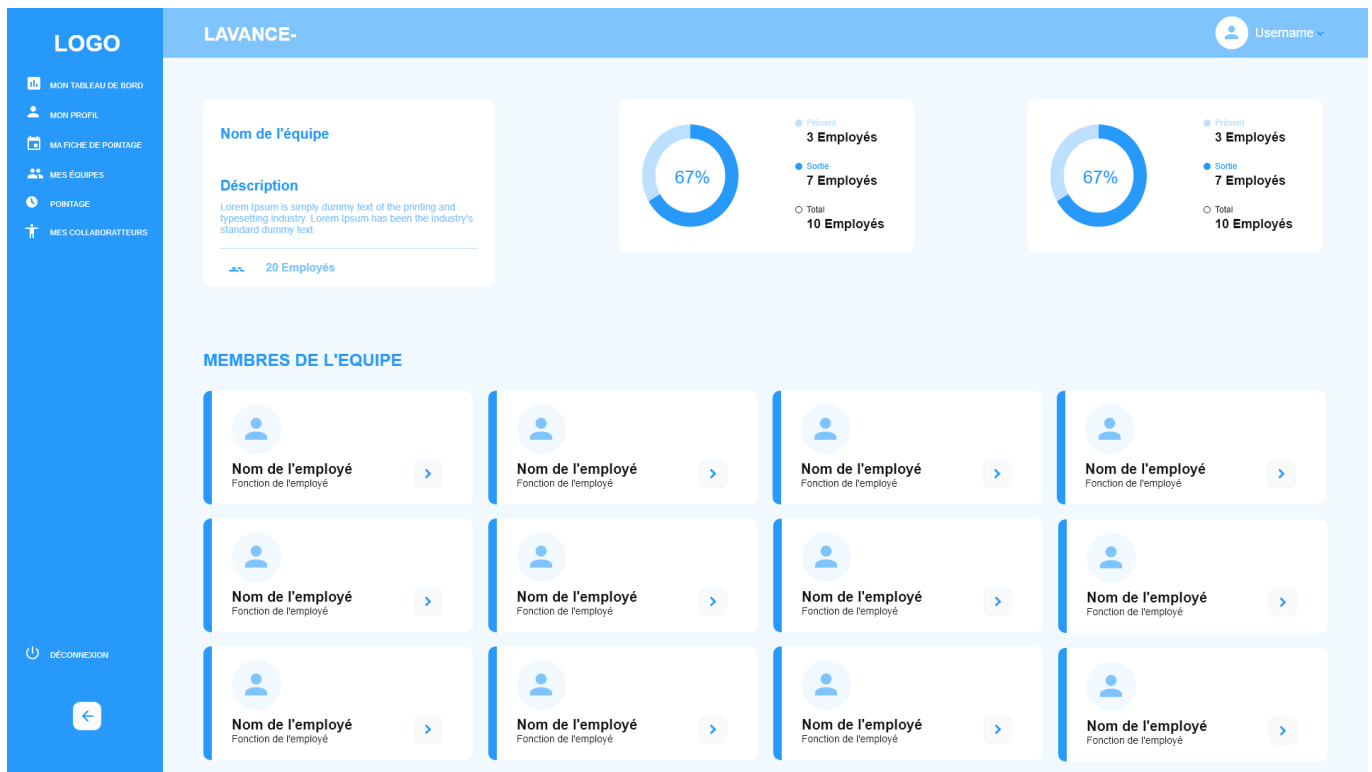 LOGO
MON TABLEAU DE BORD
MON PROFIL
MA FICHE DE POINTAGE
MES ÉQUIPES
POINTAGE
MES COLLABORATTEURS
DÉCONNEXION
LAVANCE-
Username
Nom de l'équipe
Déscription
Lorem Ipsum is simply dummy text of the printing and
typesetting industry. Lorem Ipsum has been the industry's
standard dummy text
20 Employés
67%
Présent
3 Employés
Sortie
7 Employés
Total
10 Employés
67%
Présent
3 Employés
Sortie
7 Employés
Total
10 Employés
MEMBRES DE L'EQUIPE
Nom de l'employé
Fonction de l'employé
Nom de l'employé
Fonction de l'employé
Nom de l'employé
Fonction de l'employé
Nom de l'employé
Fonction de l'employé
Nom de l'employé
Fonction de l'employé
Nom de l'employé
Fonction de l'employé
Nom de l'employé
Fonction de l'employé
Nom de l'employé
Fonction de l'employé
Nom de l'employé
Fonction de l'employé
Nom de l'employé
Fonction de l'employé
Nom de l'employé
Fonction de l'employé
Nom de l'employé
Fonction de l'employé